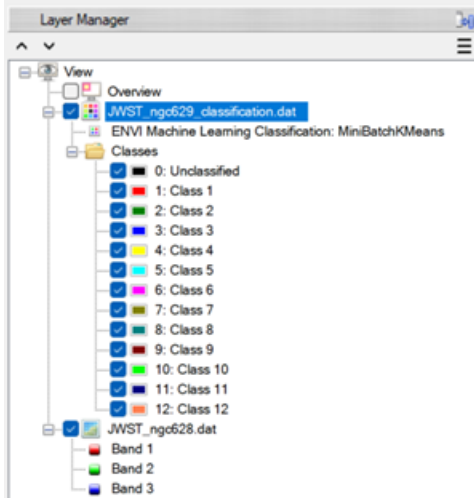 Layer Manager
View
Overview
JWST_ngc629_classification.dat
ENVI Machine Learning Classification: MiniBatchKMeans
Classes
0: Unclassified
1: Class 1
2: Class 2
3: Class 3
4: Class 4
5: Class 5
6: Class 6
7: Class 7
8: Class 8
9: Class 9
10: Class 10
11: Class 11
12: Class 12
JWST_ngc628.dat
Band 1
Band 2
Band 3